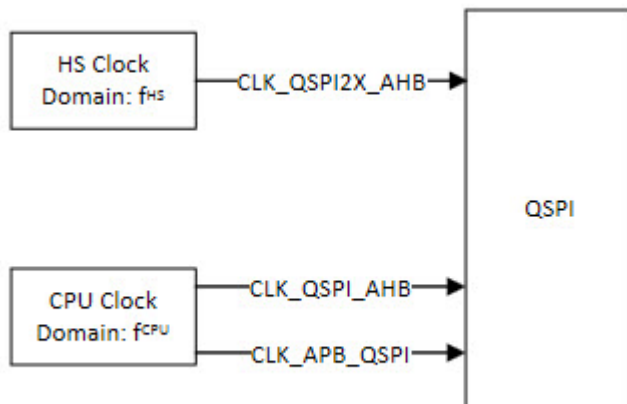 HS Clock
Domain: fHS
CLK_QSPI2X_AHB
QSPI
CPU Clock
Domain: fCPU
CLK_QSPI_AHB
CLK_APB_QSPI